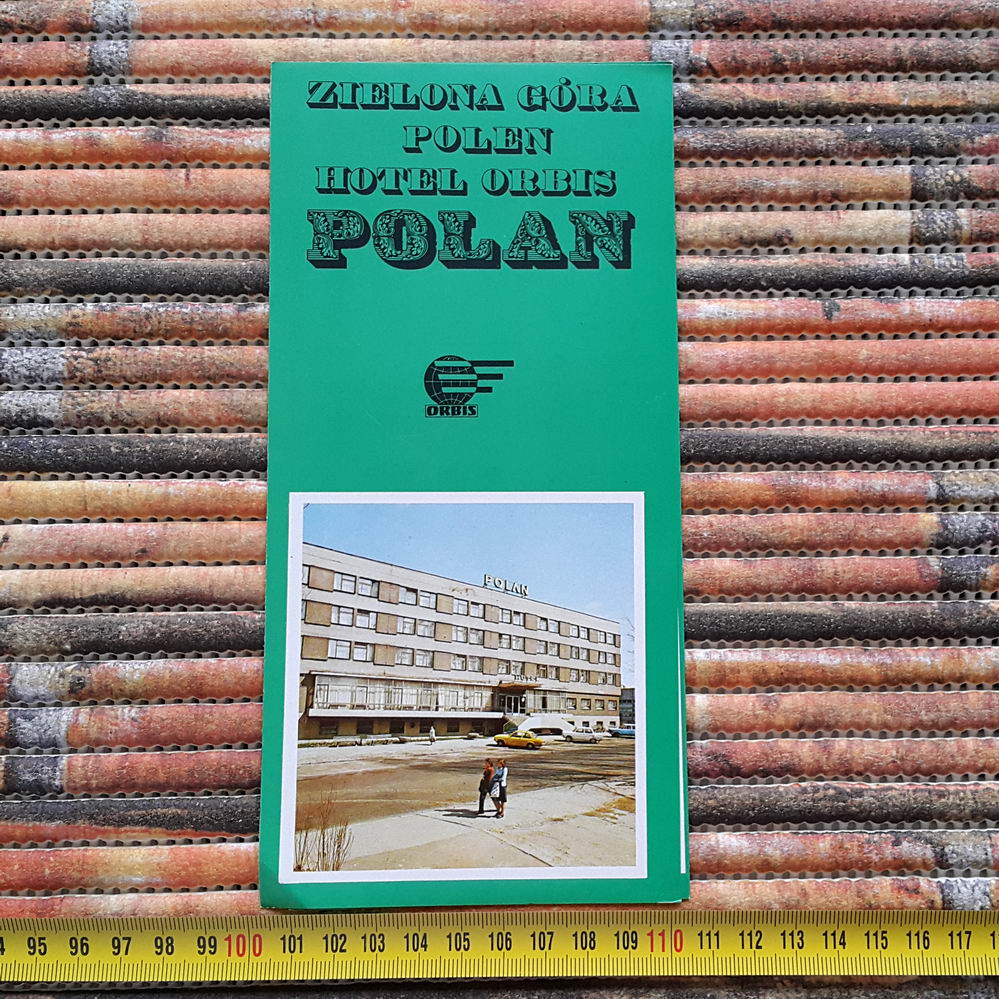 ZIELONA GÓRA
POLEN
HOTEL ORBIS
POLAN
ORBIS
POLAN
HOTEL
95 96 97 98 99 100 101 102 103 104 105 106 107 108 109 110 111 112 113 114 115 116 117